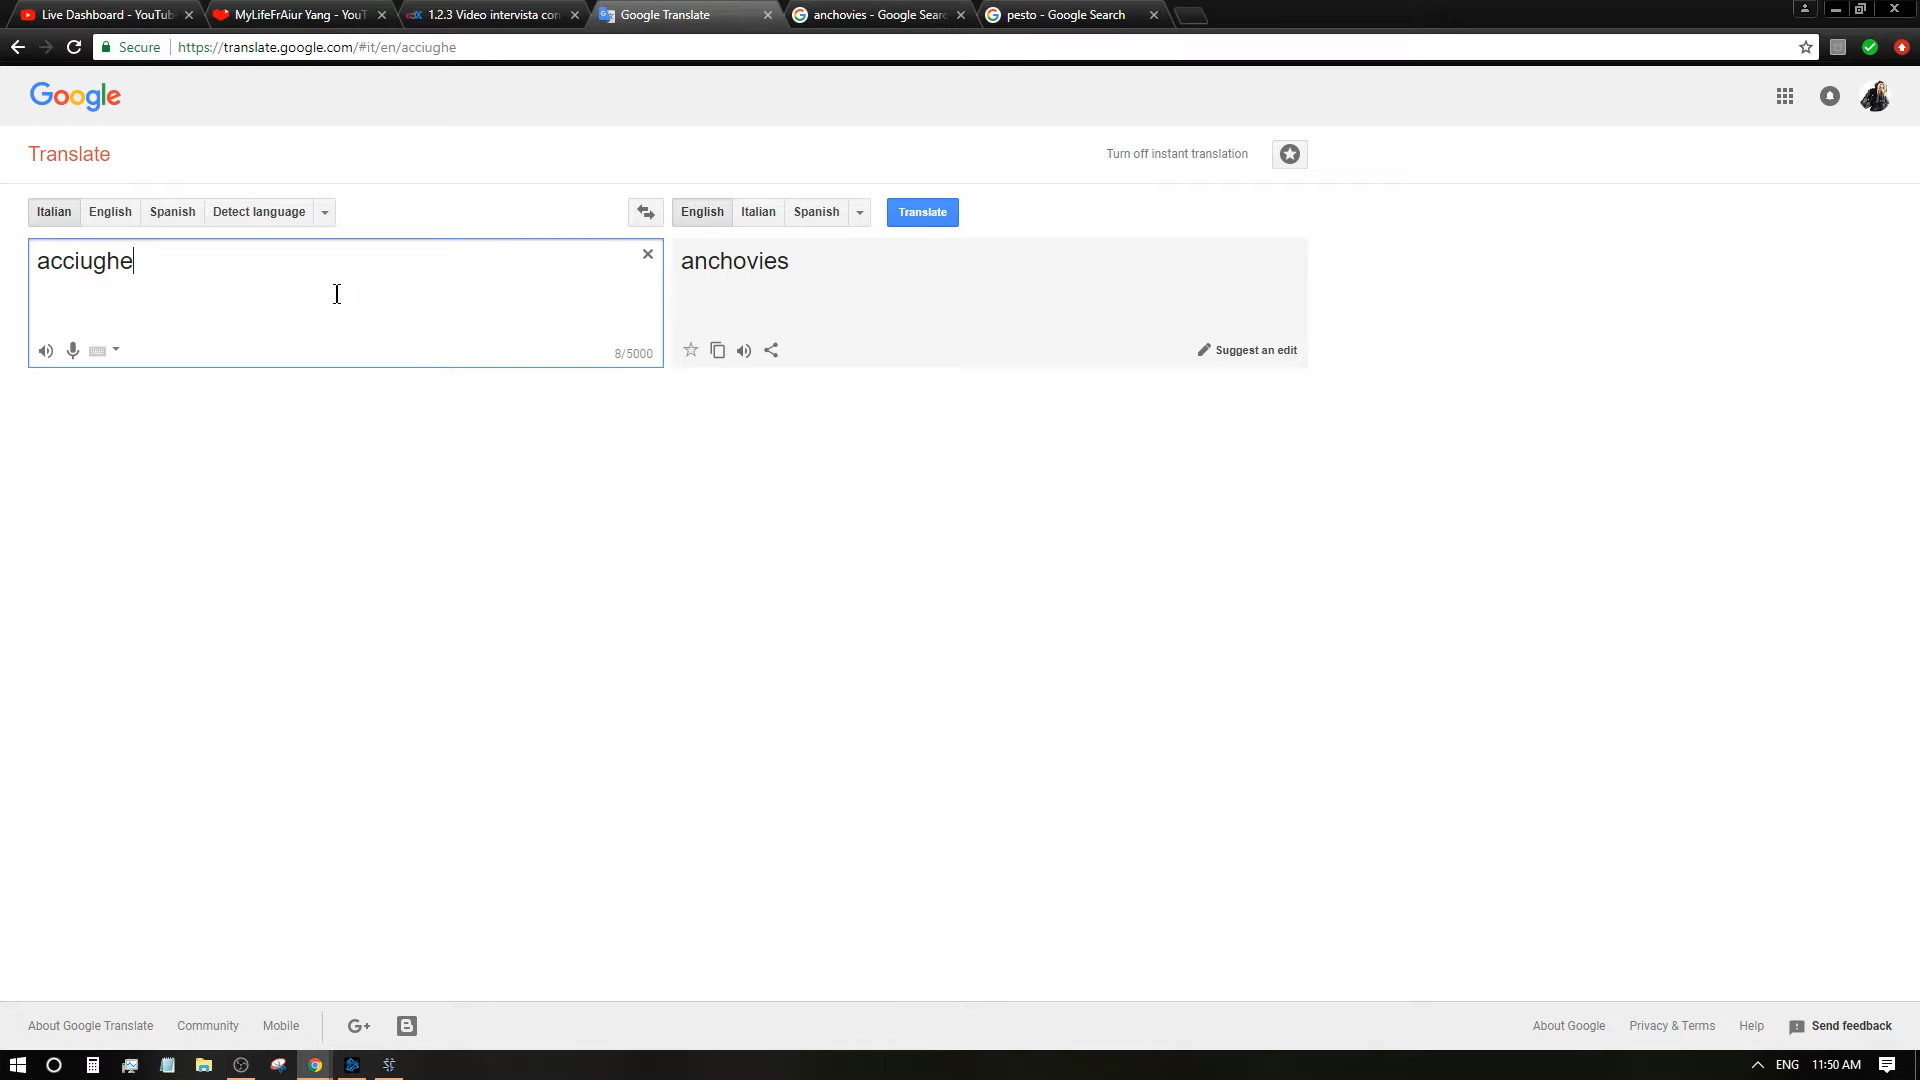 Live Dashboard - YouTub
MyLifeFrAiur Yang - YouT
1.2.3 Video intervista con
Google Translate
anchovies - Google Searc
pesto - Google Search
Secure
https://translate.google.com/#it/en/acciughe
Google
Translate
Turn off instant translation
Italian
English
Spanish
Detect language
English
Italian
Spanish
Translate
acciughe
anchovies
8/5000
Suggest an edit
About Google Translate
Community
Mobile
G+
About Google
Privacy & Terms
Help
Send feedback
ENG
11:50 AM